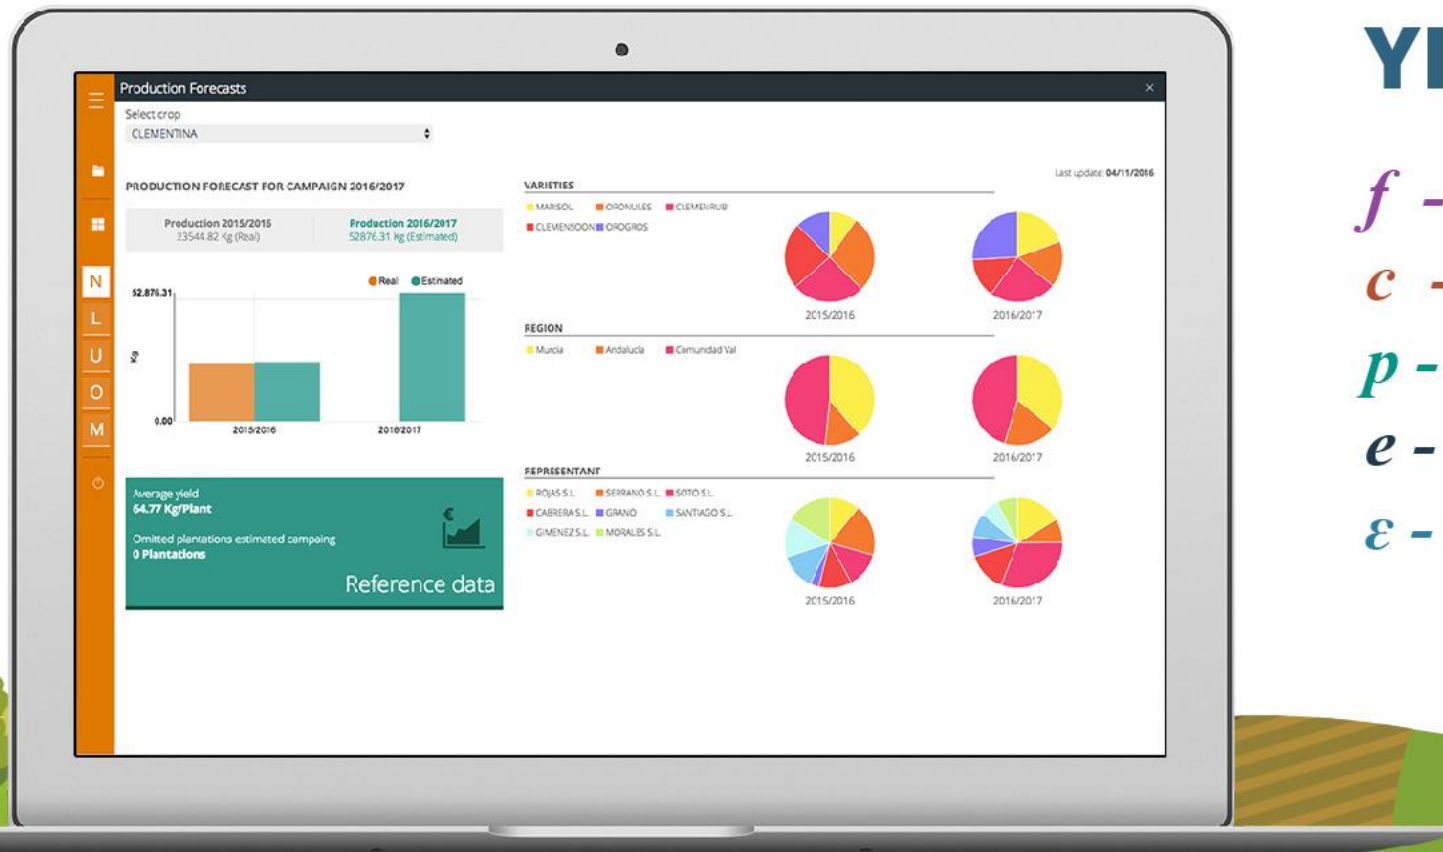 Production Forecasts
×
Select crop
CLEMENTINA
Last update: 04/11/2016
PRODUCTION FORECAST FOR CAMPAIGN 2016/2017
Production 2015/2015
23544.82 Kg (Real)
Production 2016/2017
52876.31 Kg (Estimated)
Real
Estimated
52.876.31
Kg
0.00
2015/2016
2016/2017
N
L
U
O
M
Average yield
64.77 Kg/Plant
Omitted plantations estimated campaing
0 Plantations
€
Reference data
VARIETIES
MARISOL ORONULES CLEMENRUB
CLEMENSOON OROGROS
2015/2016
2016/2017
REGION
Murcia Andalucía Comunidad Val
2015/2016
2016/2017
REPRESENTANT
ROJAS S.L. SERRANO S.L. SOTO S.L.
CABRERA S.L. GRANO SANTIAGO S.L.
GIMENEZ S.L. MORALES S.L.
2015/2016
2016/2017
f -
c -
p -
e -
ε -